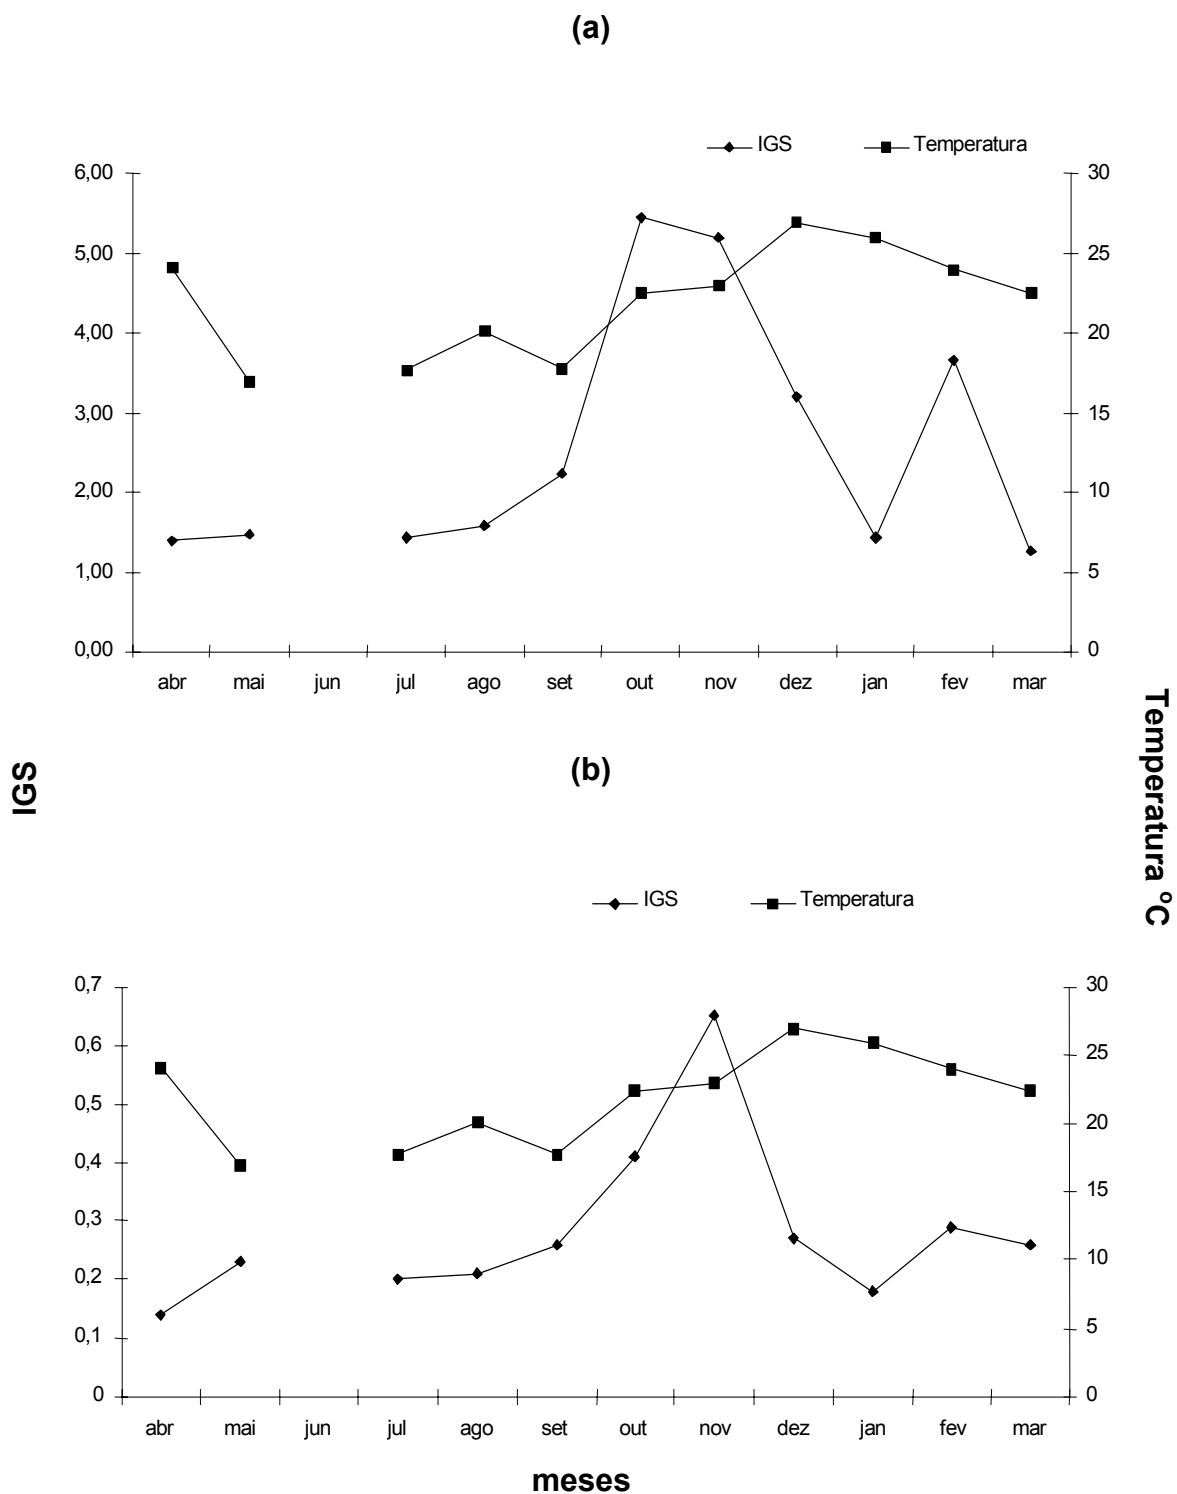 (a)
IGS Temperatura
6,00 30
5,00 25
4,00 20
3,00 15
2,00 10
1,00 5
0,00 0
abr mai jun jul ago set out nov dez jan fev mar
IGS
Temperatura ºC
(b)
IGS Temperatura
0,7 30
0,6 25
0,5 20
0,4 15
0,3 10
0,2 5
0,1 0
0
abr mai jun jul ago set out nov dez jan fev mar
meses